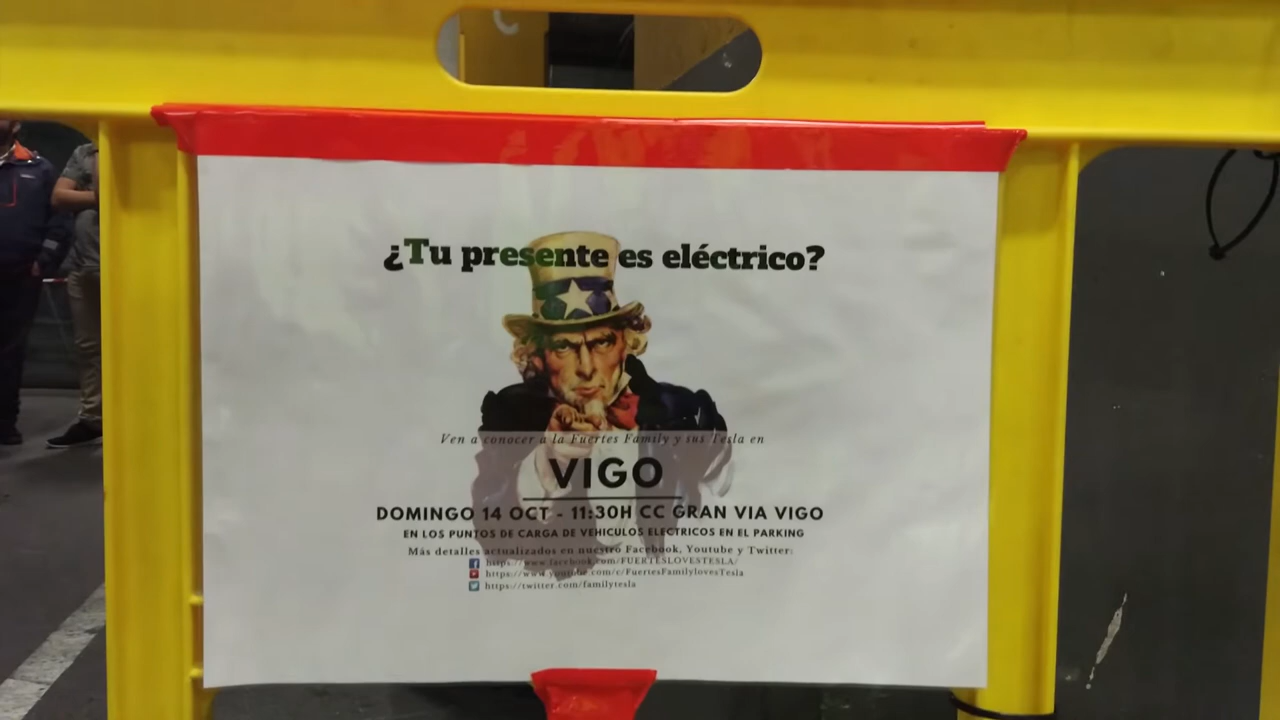 ¿Tu presente es eléctrico?
Ven a conocer a la Fuertes Family y sus Tesla en
VIGO
DOMINGO 14 OCT - 11:30H CC GRAN VIA VIGO
EN LOS PUNTOS DE CARGA DE VEHICULOS ELECTRICOS EN EL PARKING
Más detalles actualizados en nuestro Facebook, Youtube y Twitter:
https://www.facebook.com/FUERTESLOVESTESLA/
https://www.youtube.com/c/FuertesFamilylovesTesla
https://twitter.com/familytesla